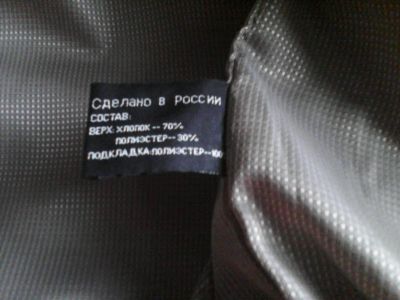 Сделано в россии
СОСТАВ:
ВЕРХ: ХЛОПОК--70%
ПОЛИЭСТЕР--30%
ПОДКЛАДКА:ПОЛИЭСТЕР--100